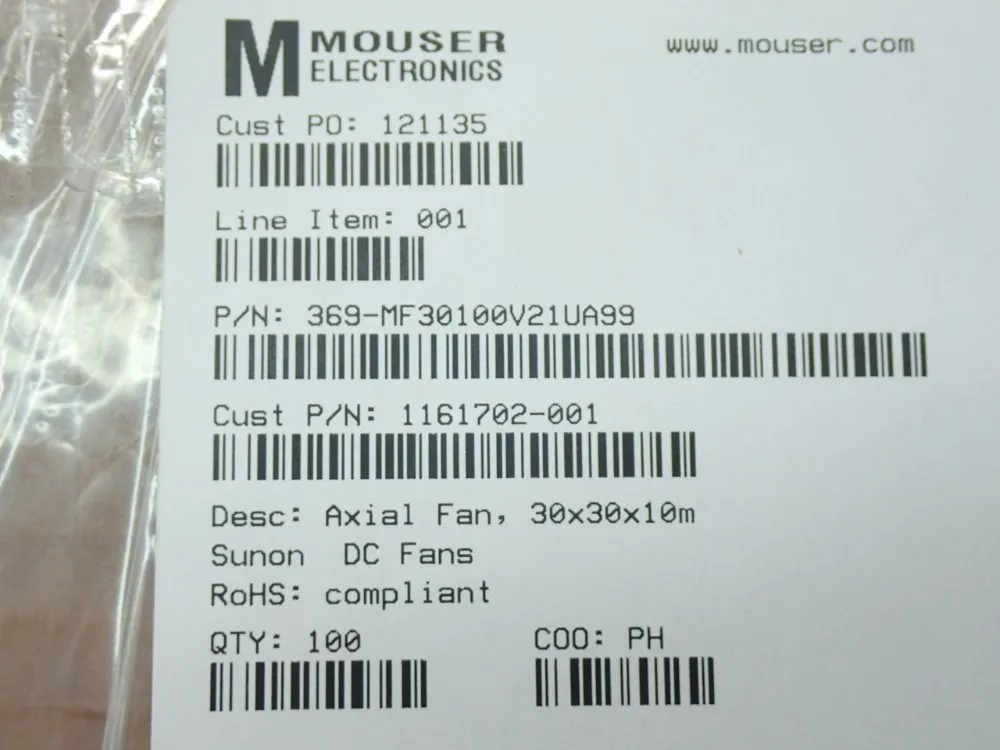 M MOUSER ELECTRONICS
www.mouser.com
Cust PO: 121135
Line Item: 001
P/N: 369-MF30100V21UA99
Cust P/N: 1161702-001
Desc: Axial Fan, 30x30x10m
Sunon DC Fans
RoHS: compliant
QTY: 100 COO: PH